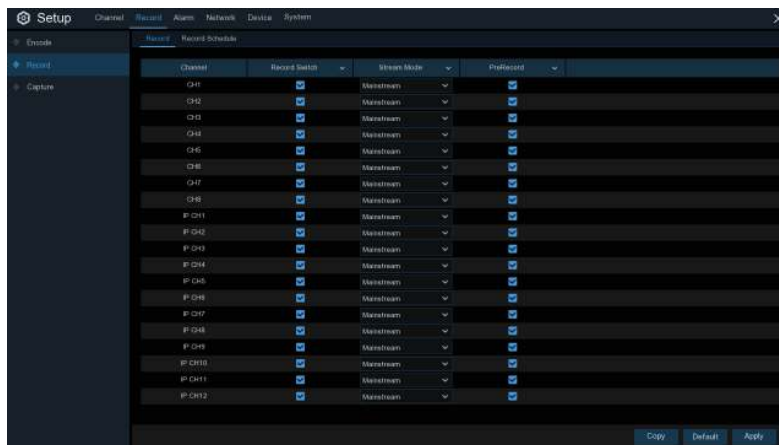 Setup Channel Record Alarm Network Device System
Encode
Record Record Schedule
Record
Channel Record Switch Stream Mode PreRecord
Capture
CH1 Mainstream
CH2 Mainstream
CH3 Mainstream
CH4 Mainstream
CH5 Mainstream
CH6 Mainstream
CH7 Mainstream
CH8 Mainstream
IP CH1 Mainstream
IP CH2 Mainstream
IP CH3 Mainstream
IP CH4 Mainstream
IP CH5 Mainstream
IP CH6 Mainstream
IP CH7 Mainstream
IP CH8 Mainstream
IP CH9 Mainstream
IP CH10 Mainstream
IP CH11 Mainstream
IP CH12 Mainstream
Copy Default Apply